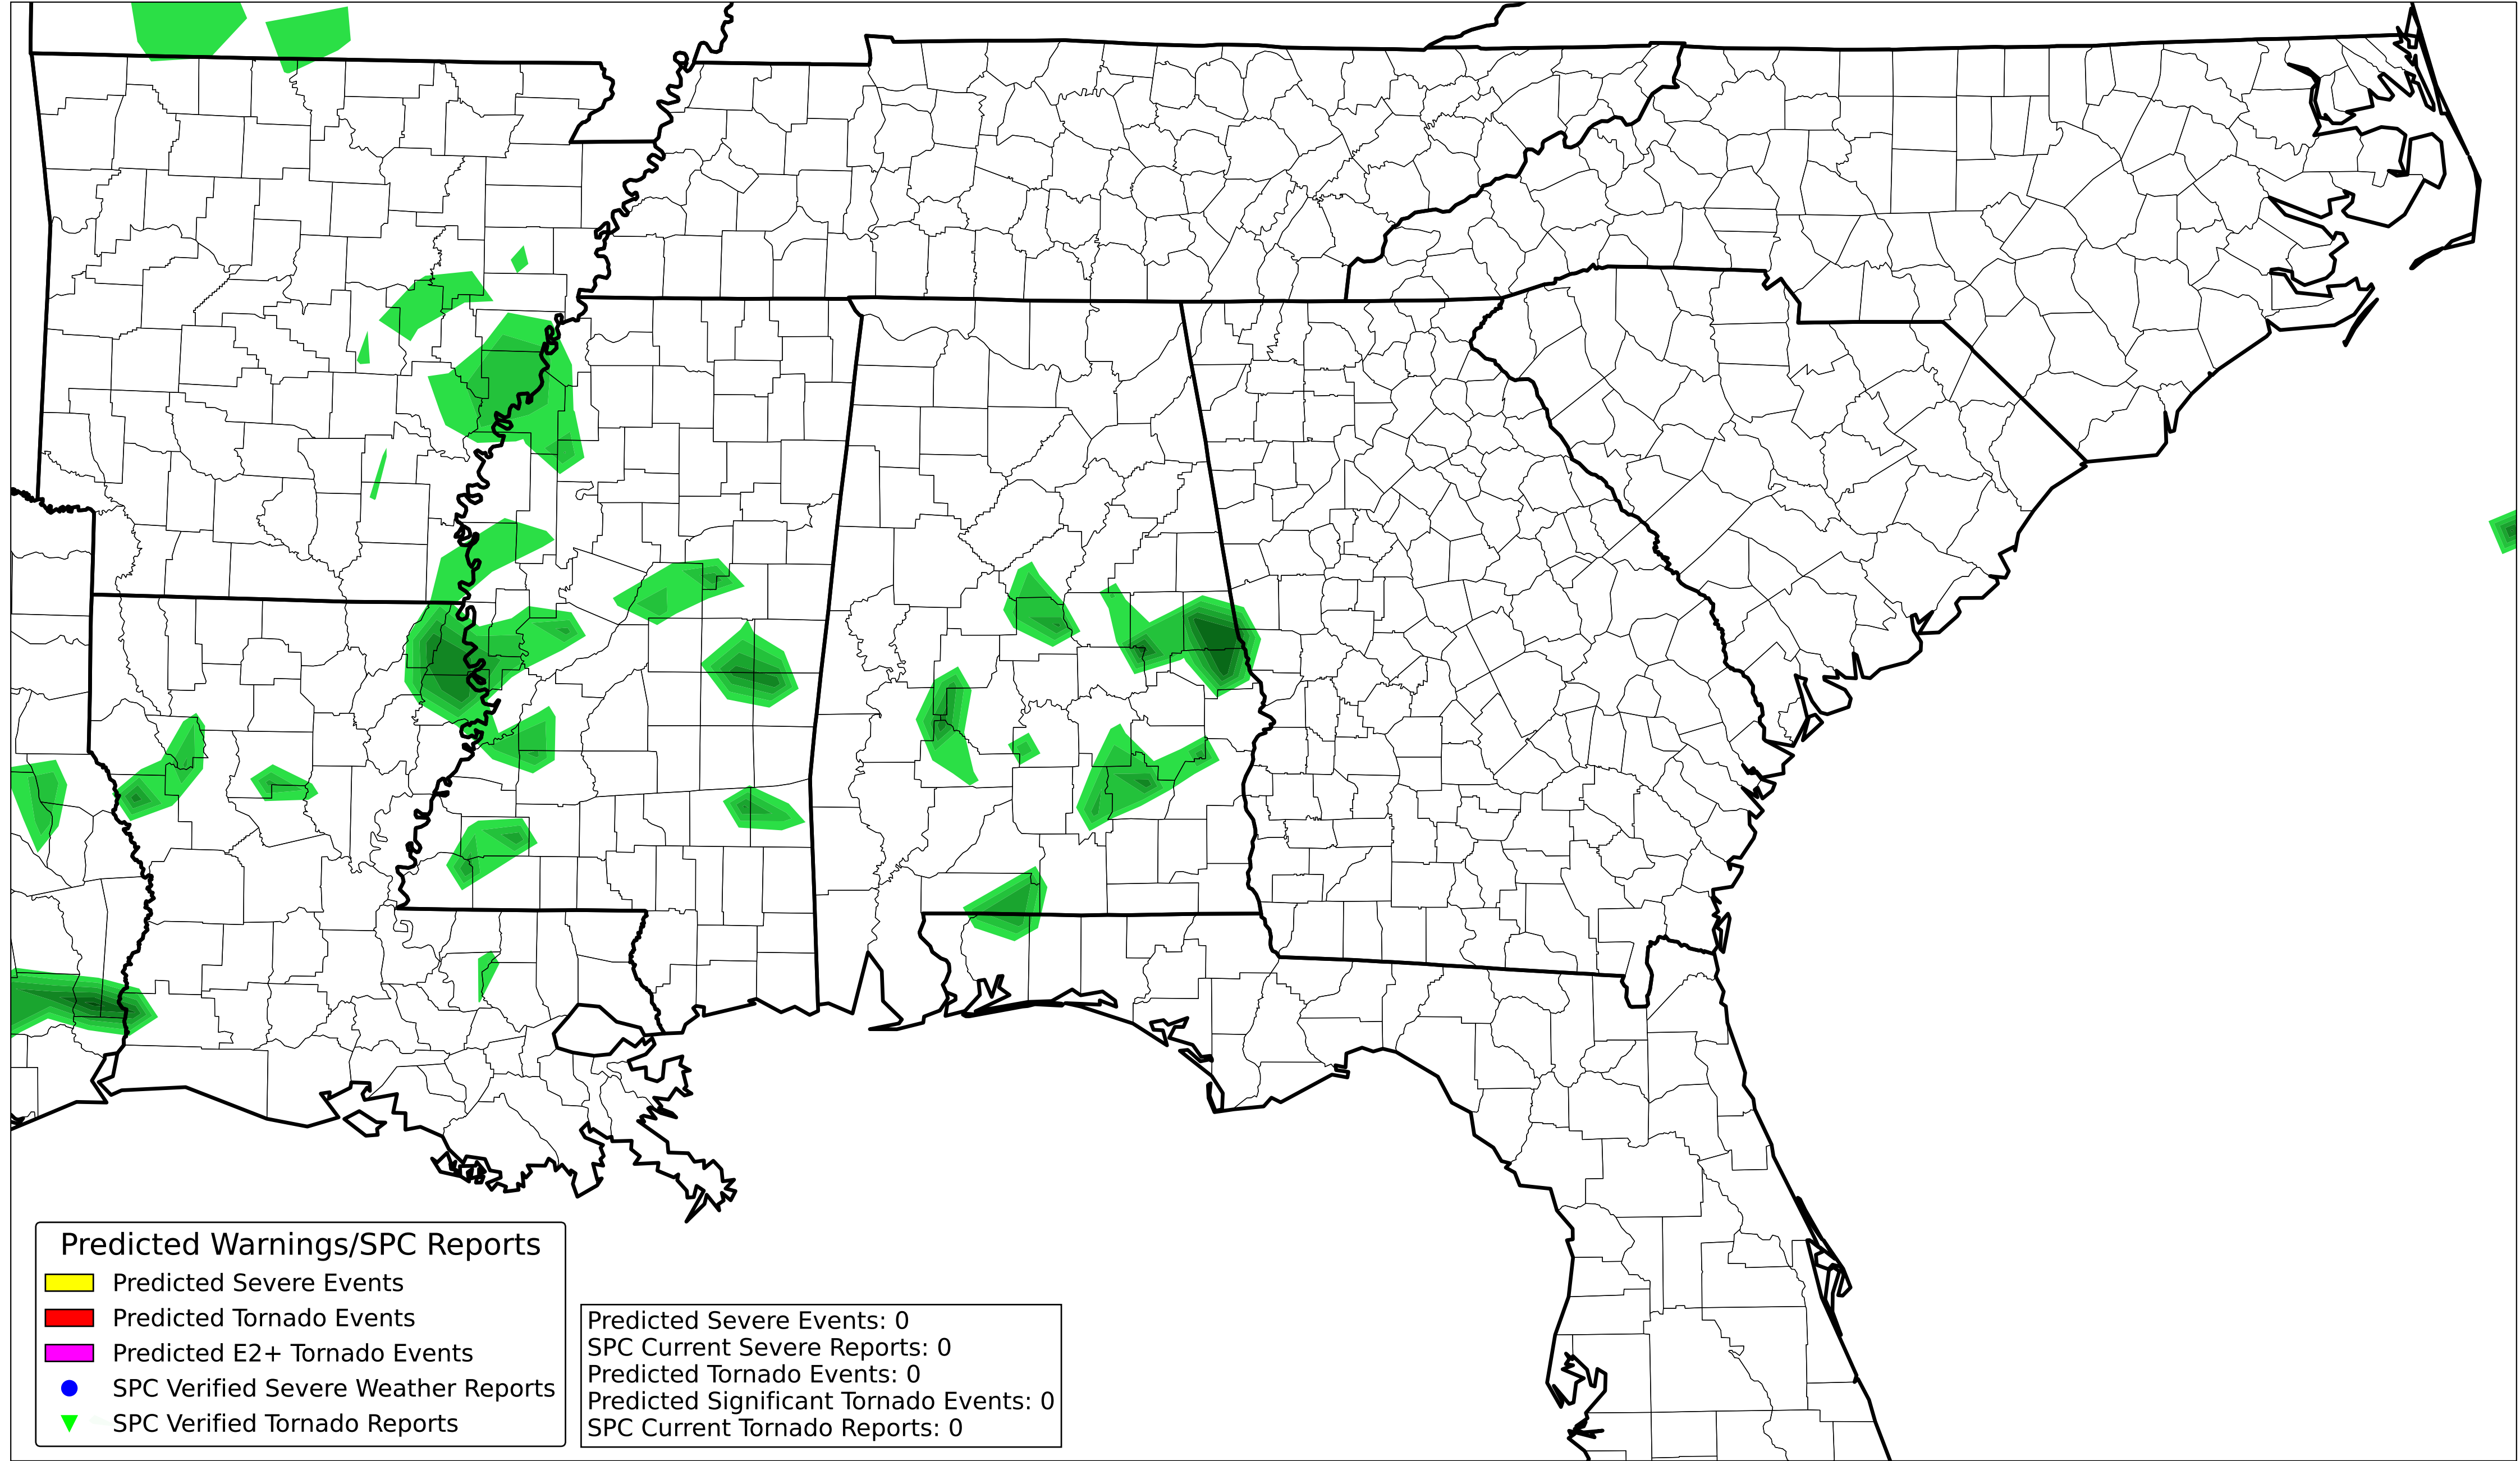 Predicted Warnings/SPC Reports
Predicted Severe Events
Predicted Tornado Events
Predicted E2+ Tornado Events
SPC Verified Severe Weather Reports
SPC Verified Tornado Reports
Predicted Severe Events: 0
SPC Current Severe Reports: 0
Predicted Tornado Events: 0
Predicted Significant Tornado Events: 0
SPC Current Tornado Reports: 0